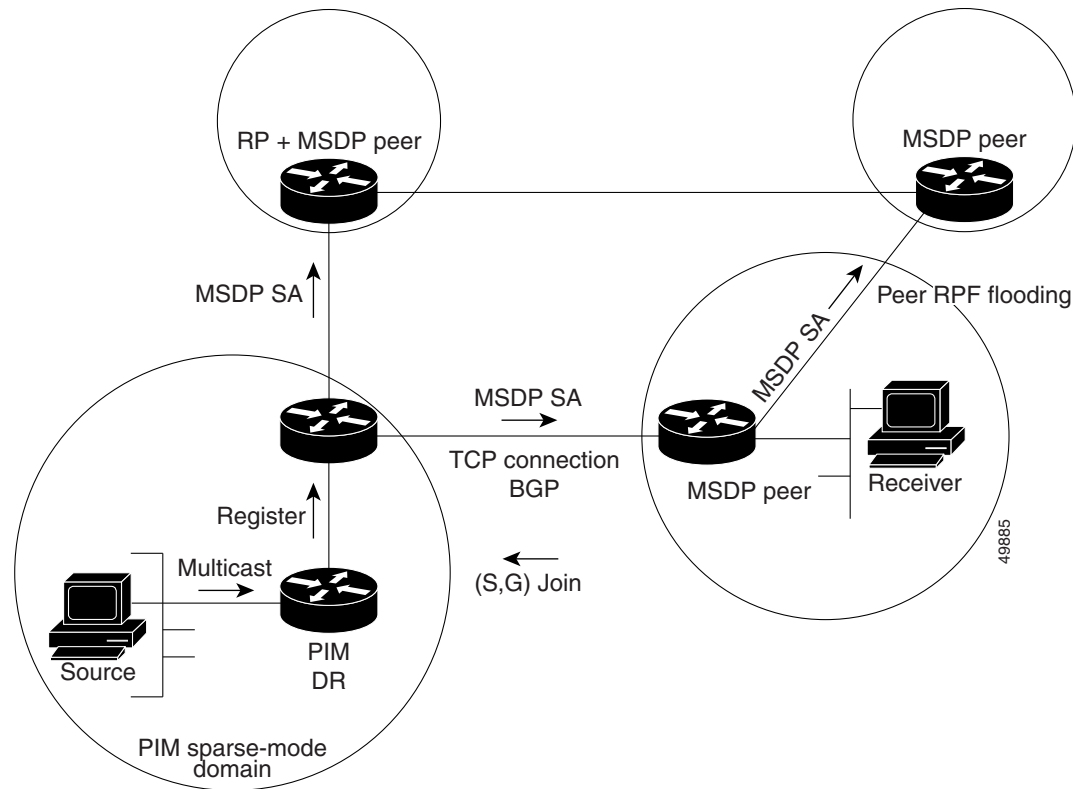 RP + MSDP peer
MSDP peer
MSDP SA
Peer RPF flooding
MSDP SA
MSDP SA
TCP connection
BGP
MSDP peer
Receiver
Register
49885
Multicast
(S,G) Join
Source
PIM
DR
PIM sparse-mode
domain